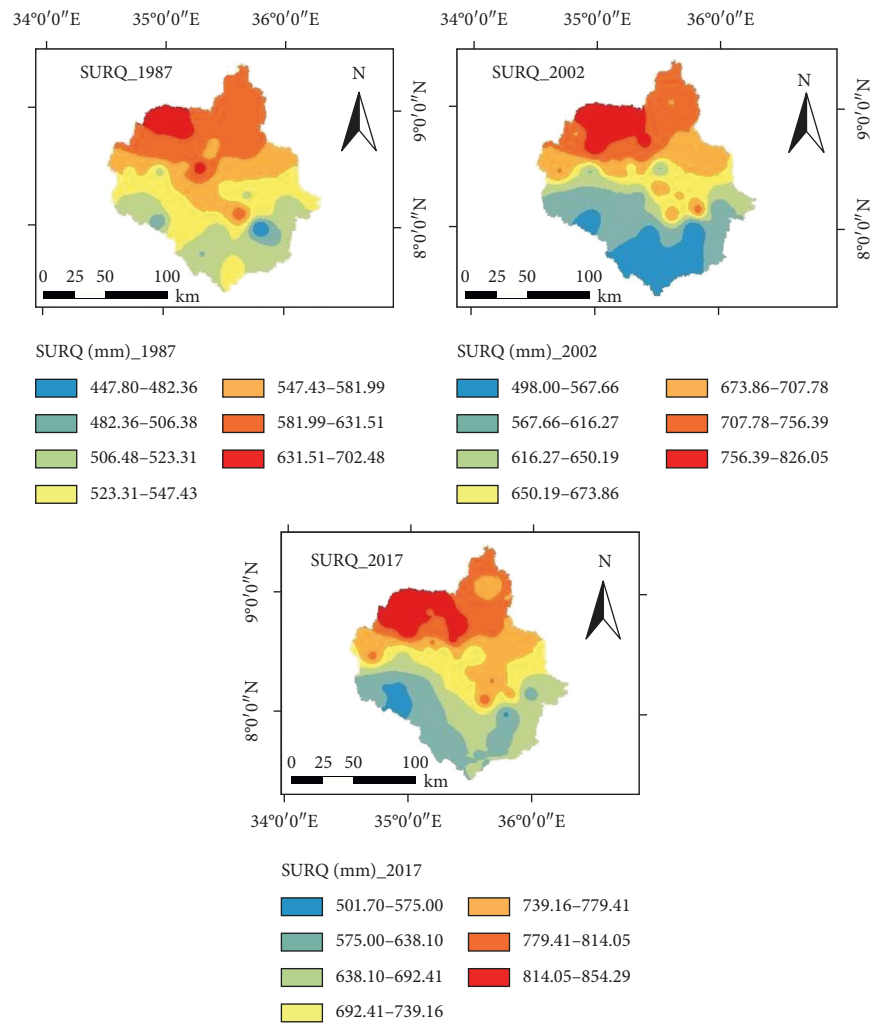 34°0′0″E 35°0′0″E 36°0′0″E
SURQ_1987
N
9°0′0″N
8°0′0″N
0 25 50 100
km
34°0′0″E 35°0′0″E 36°0′0″E
SURQ_2002
N
9°0′0″N
8°0′0″N
0 25 50 100
km
SURQ (mm)_1987
447.80–482.36
482.36–506.38
506.48–523.31
523.31–547.43
547.43–581.99
581.99–631.51
631.51–702.48
SURQ (mm)_2002
498.00–567.66
567.66–616.27
616.27–650.19
650.19–673.86
673.86–707.78
707.78–756.39
756.39–826.05
SURQ_2017
N
9°0′0″N
8°0′0″N
0 25 50 100
km
34°0′0″E 35°0′0″E 36°0′0″E
SURQ (mm)_2017
501.70–575.00
575.00–638.10
638.10–692.41
692.41–739.16
739.16–779.41
779.41–814.05
814.05–854.29